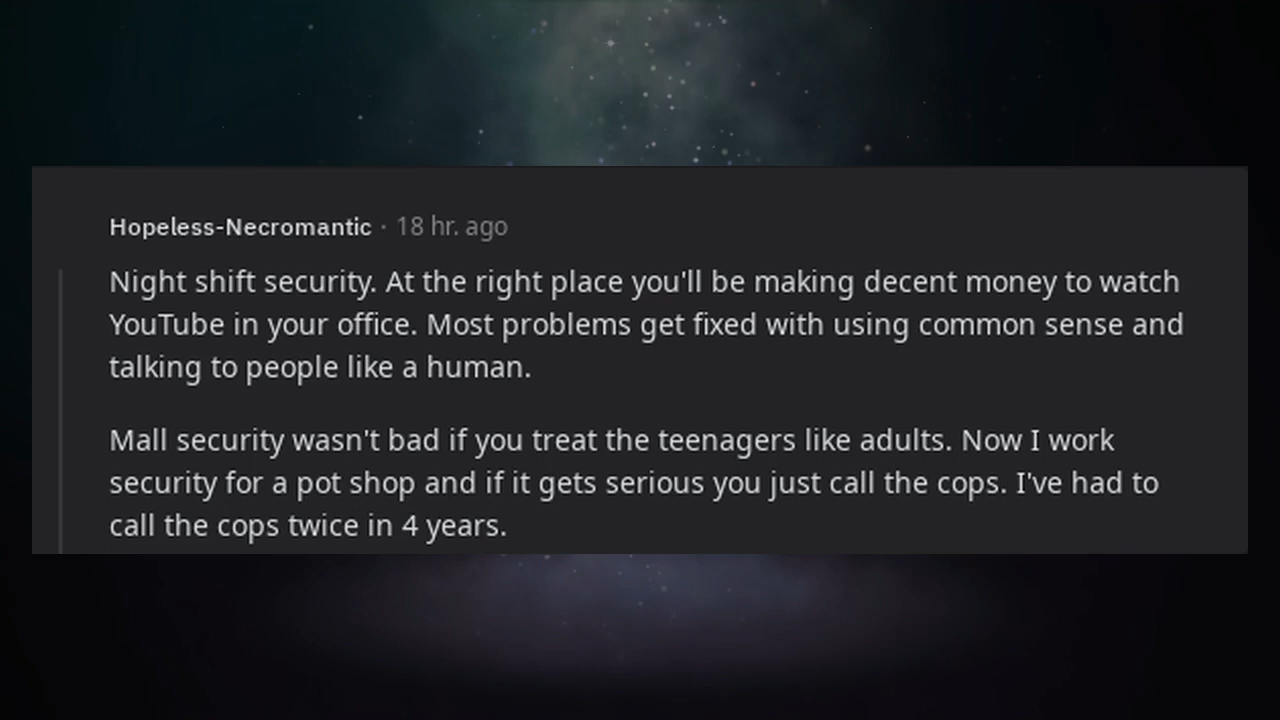 Hopeless-Necromantic · 18 hr. ago
Night shift security. At the right place you'll be making decent money to watch
YouTube in your office. Most problems get fixed with using common sense and
talking to people like a human.
Mall security wasn't bad if you treat the teenagers like adults. Now I work
security for a pot shop and if it gets serious you just call the cops. I've had to
call the cops twice in 4 years.